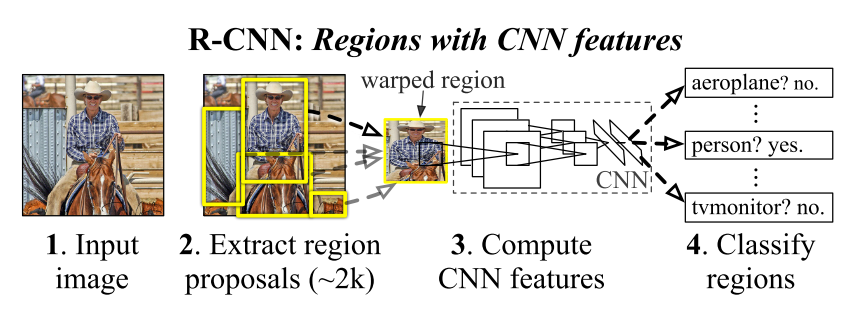 R-CNN: Regions with CNN features
warped region
aeroplane? no.
⋮
person? yes.
⋮
tvmonitor? no.
CNN
1. Input
image
2. Extract region
proposals (~2k)
3. Compute
CNN features
4. Classify
regions